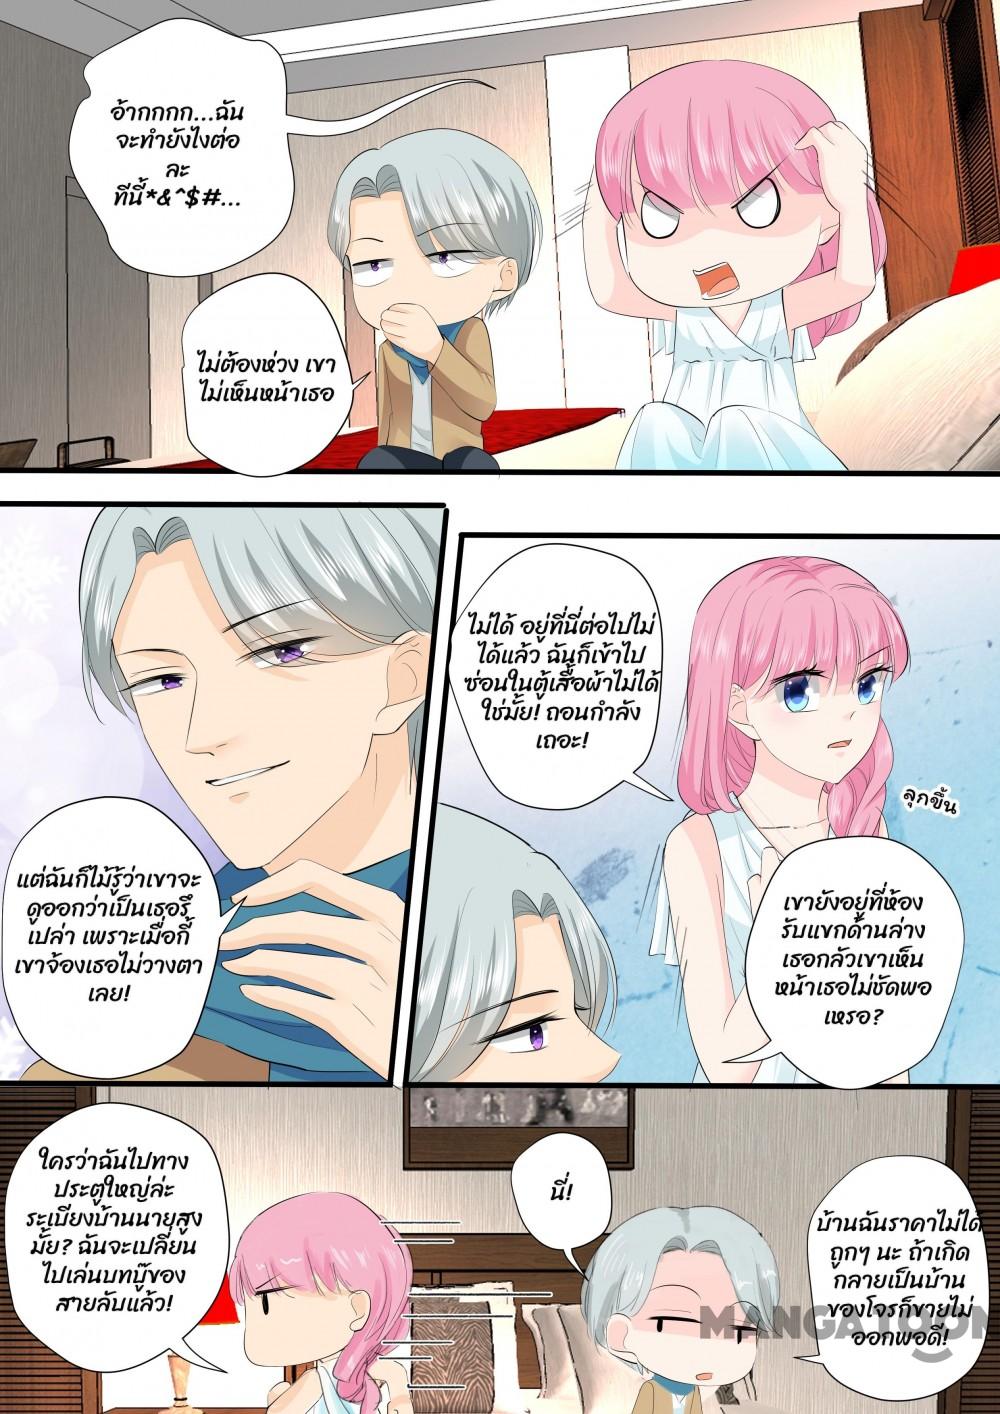 อ้ากกกก...ฉัน
จะทำยังไงต่อ
ละ
ทีนี้*&^$#...
ไม่ต้องห่วง เขา
ไม่เห็นหน้าเธอ
ไม่ได้ อยู่ที่นี่ต่อไปไม่
ได้แล้ว ฉันก็เข้าไป
ซ่อนในตู้เสื้อผ้าไม่ได้
ใช่มั้ย! ถอนกำลัง
เถอะ!
ลุกขึ้น
แต่ฉันก็ไม้รู้ว่าเขาจะ
ดูออกว่าเป็นเธอรึ
เปล่า เพราะเมื่อกี้
เขาจ้องเธอไม่วางตา
เลย!
เขายังอยู่ที่ห้อง
รับแขกด้านล่าง
เธอกลัวเขาเห็น
หน้าเธอไม่ชัดพอ
เหรอ?
ใครว่าฉันไปทาง
ประตูใหญ่ล่ะ
ระเบียงบ้านนายสูง
มั้ย? ฉันจะเปลี่ยน
ไปเล่นบทบู๊ของ
สายลับแล้ว!
นี่!
บ้านฉันราคาไม่ได้
ถูกๆ นะ ถ้าเกิด
กลายเป็นบ้าน
ของโจรก็ขายไม่
ออกพอดี!
MANGATOON